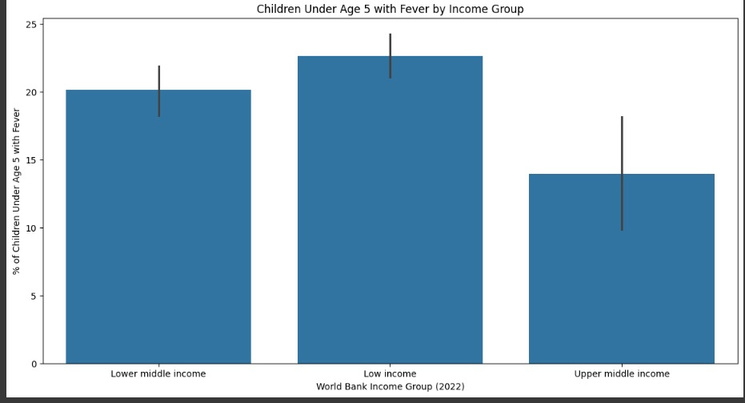 Children Under Age 5 with Fever by Income Group
% of Children Under Age 5 with Fever
25
20
15
10
5
0
Lower middle income
Low income
Upper middle income
World Bank Income Group (2022)